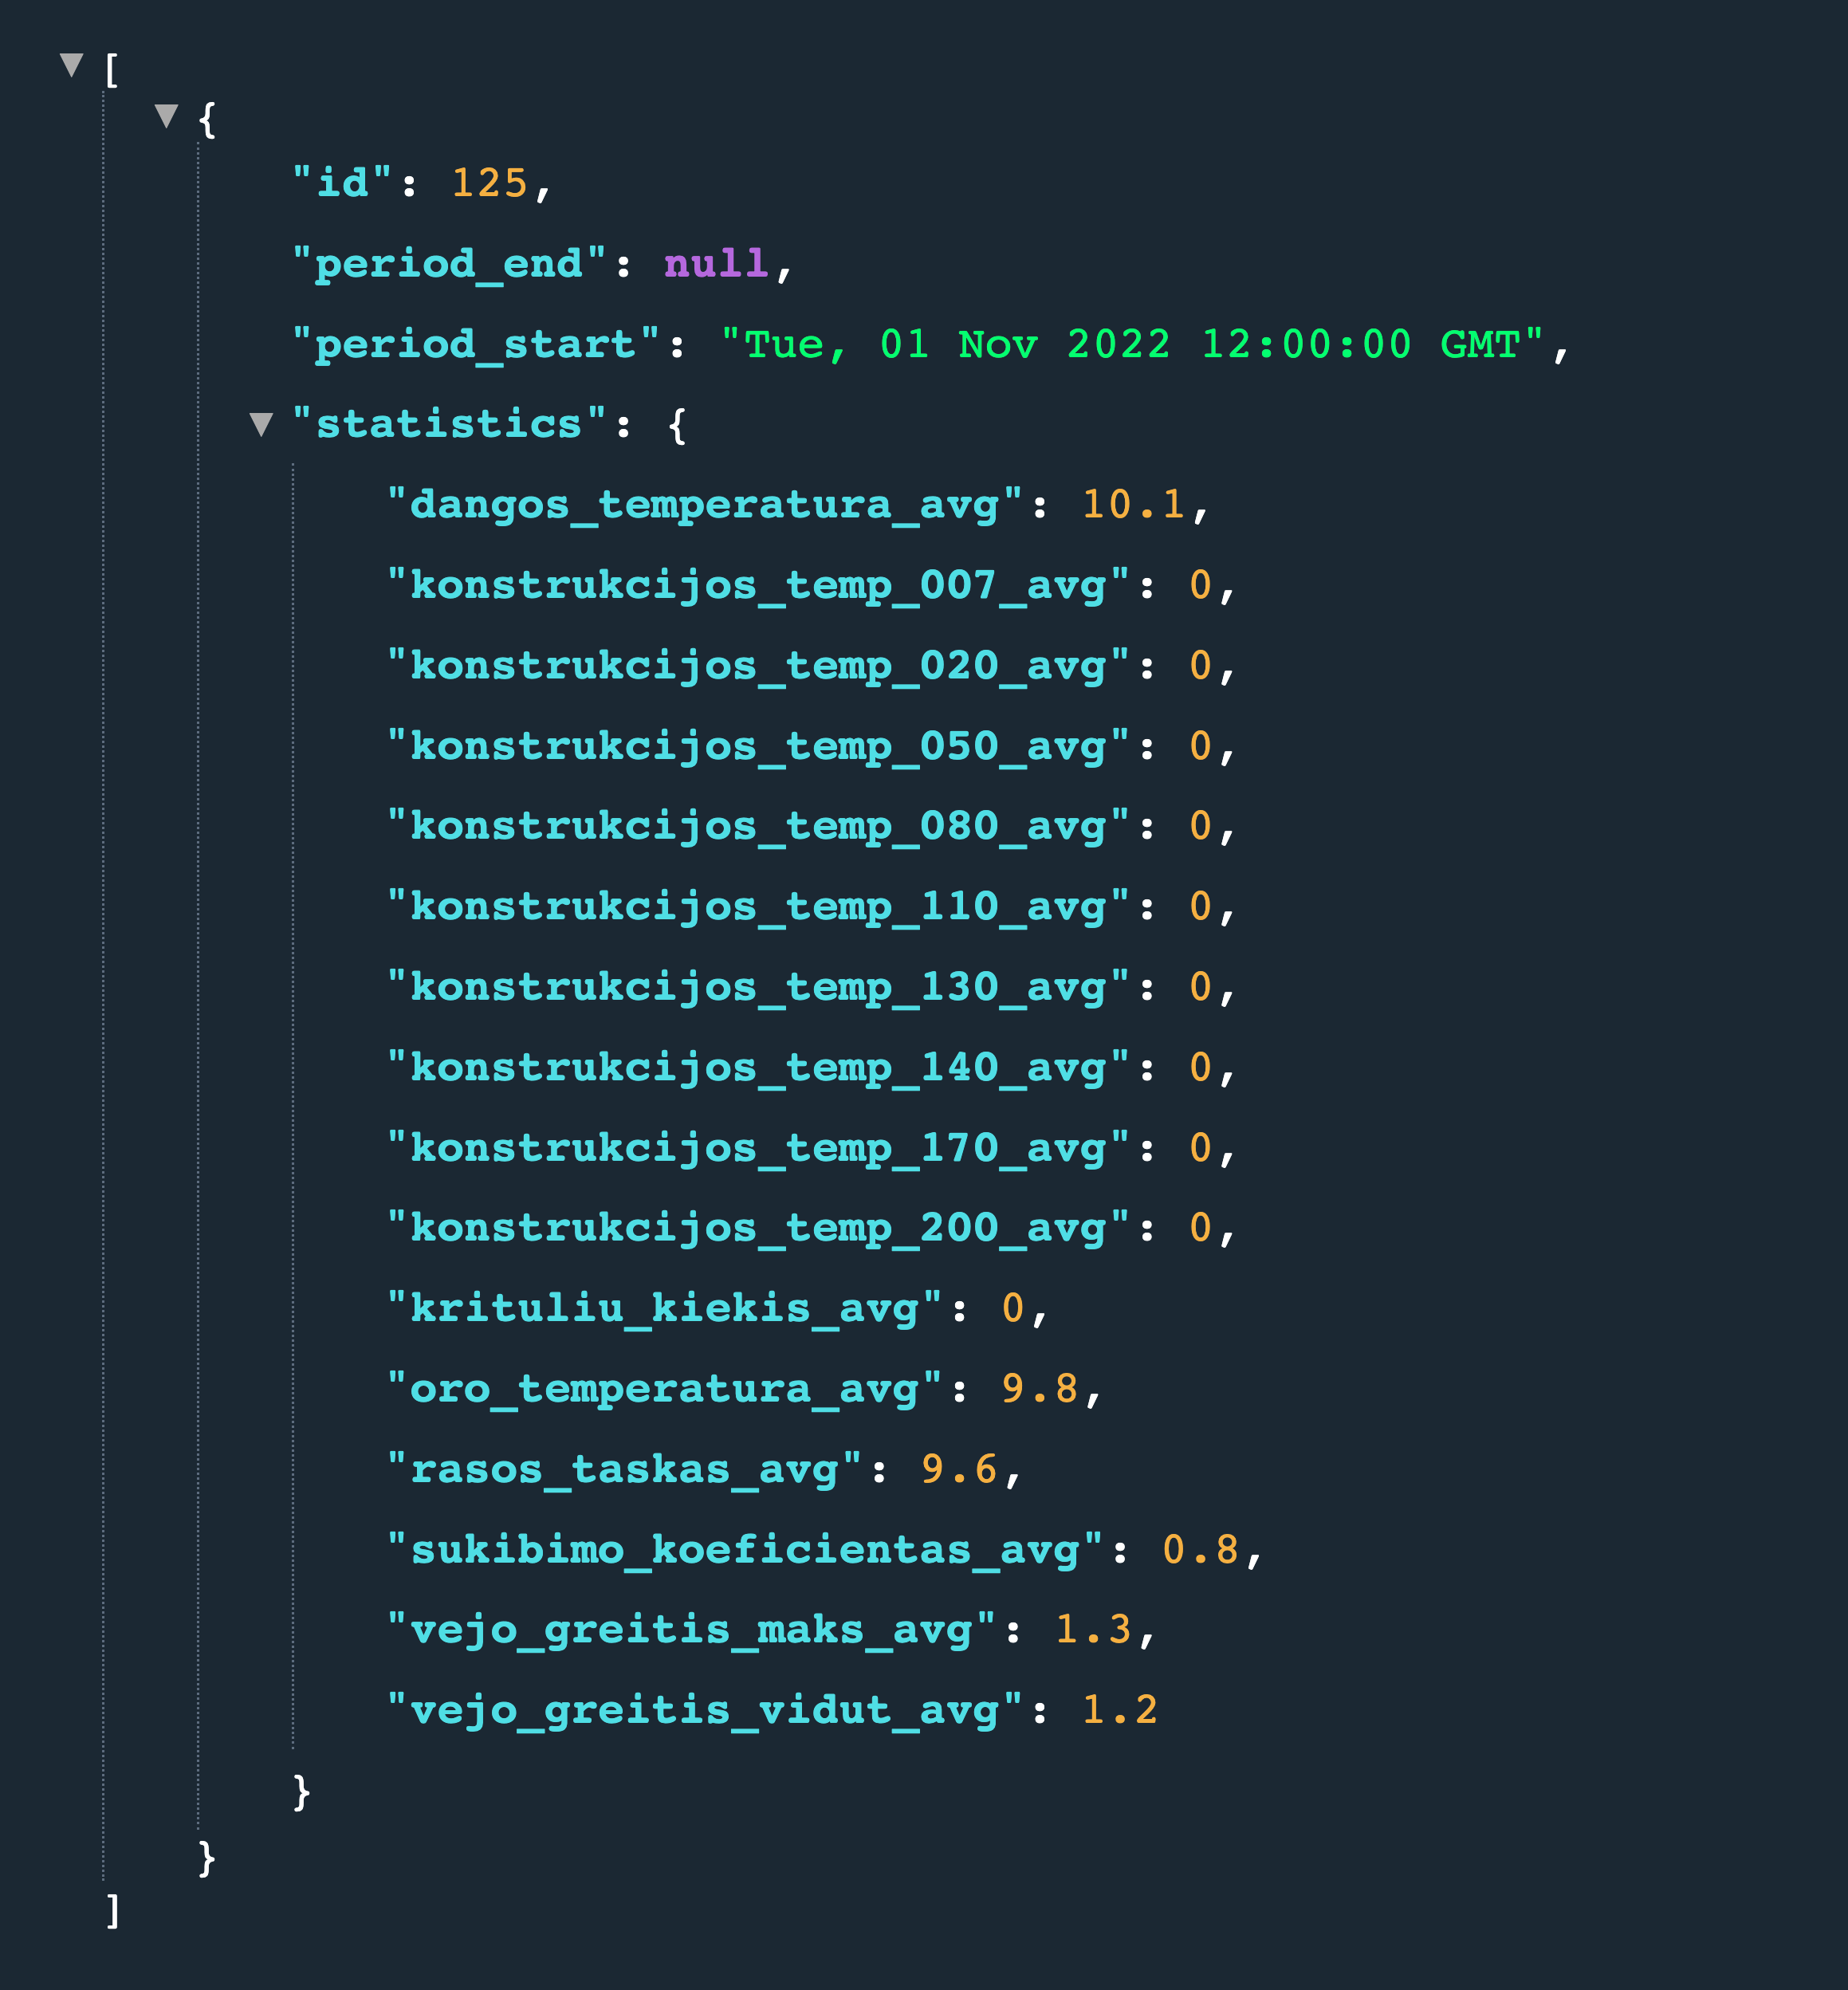 [
{
"id": 125,
"period_end": null,
"period_start": "Tue, 01 Nov 2022 12:00:00 GMT",
"statistics": {
"dangos_temperatura_avg": 10.1,
"konstrukcijos_temp_007_avg": 0,
"konstrukcijos_temp_020_avg": 0,
"konstrukcijos_temp_050_avg": 0,
"konstrukcijos_temp_080_avg": 0,
"konstrukcijos_temp_110_avg": 0,
"konstrukcijos_temp_130_avg": 0,
"konstrukcijos_temp_140_avg": 0,
"konstrukcijos_temp_170_avg": 0,
"konstrukcijos_temp_200_avg": 0,
"krituliu_kiekis_avg": 0,
"oro_temperatura_avg": 9.8,
"rasos_taskas_avg": 9.6,
"sukibimo_koeficientas_avg": 0.8,
"vejo_greitis_maks_avg": 1.3,
"vejo_greitis_vidut_avg": 1.2
}
}
]